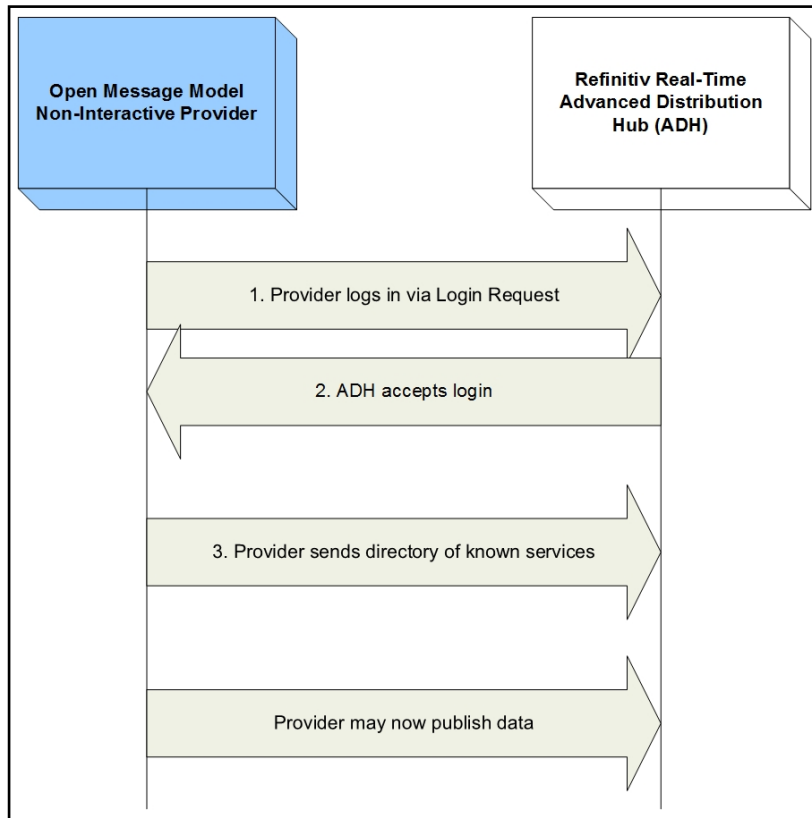 Open Message Model
Non-Interactive Provider
Refinitiv Real-Time
Advanced Distribution
Hub (ADH)
1. Provider logs in via Login Request
2. ADH accepts login
3. Provider sends directory of known services
Provider may now publish data